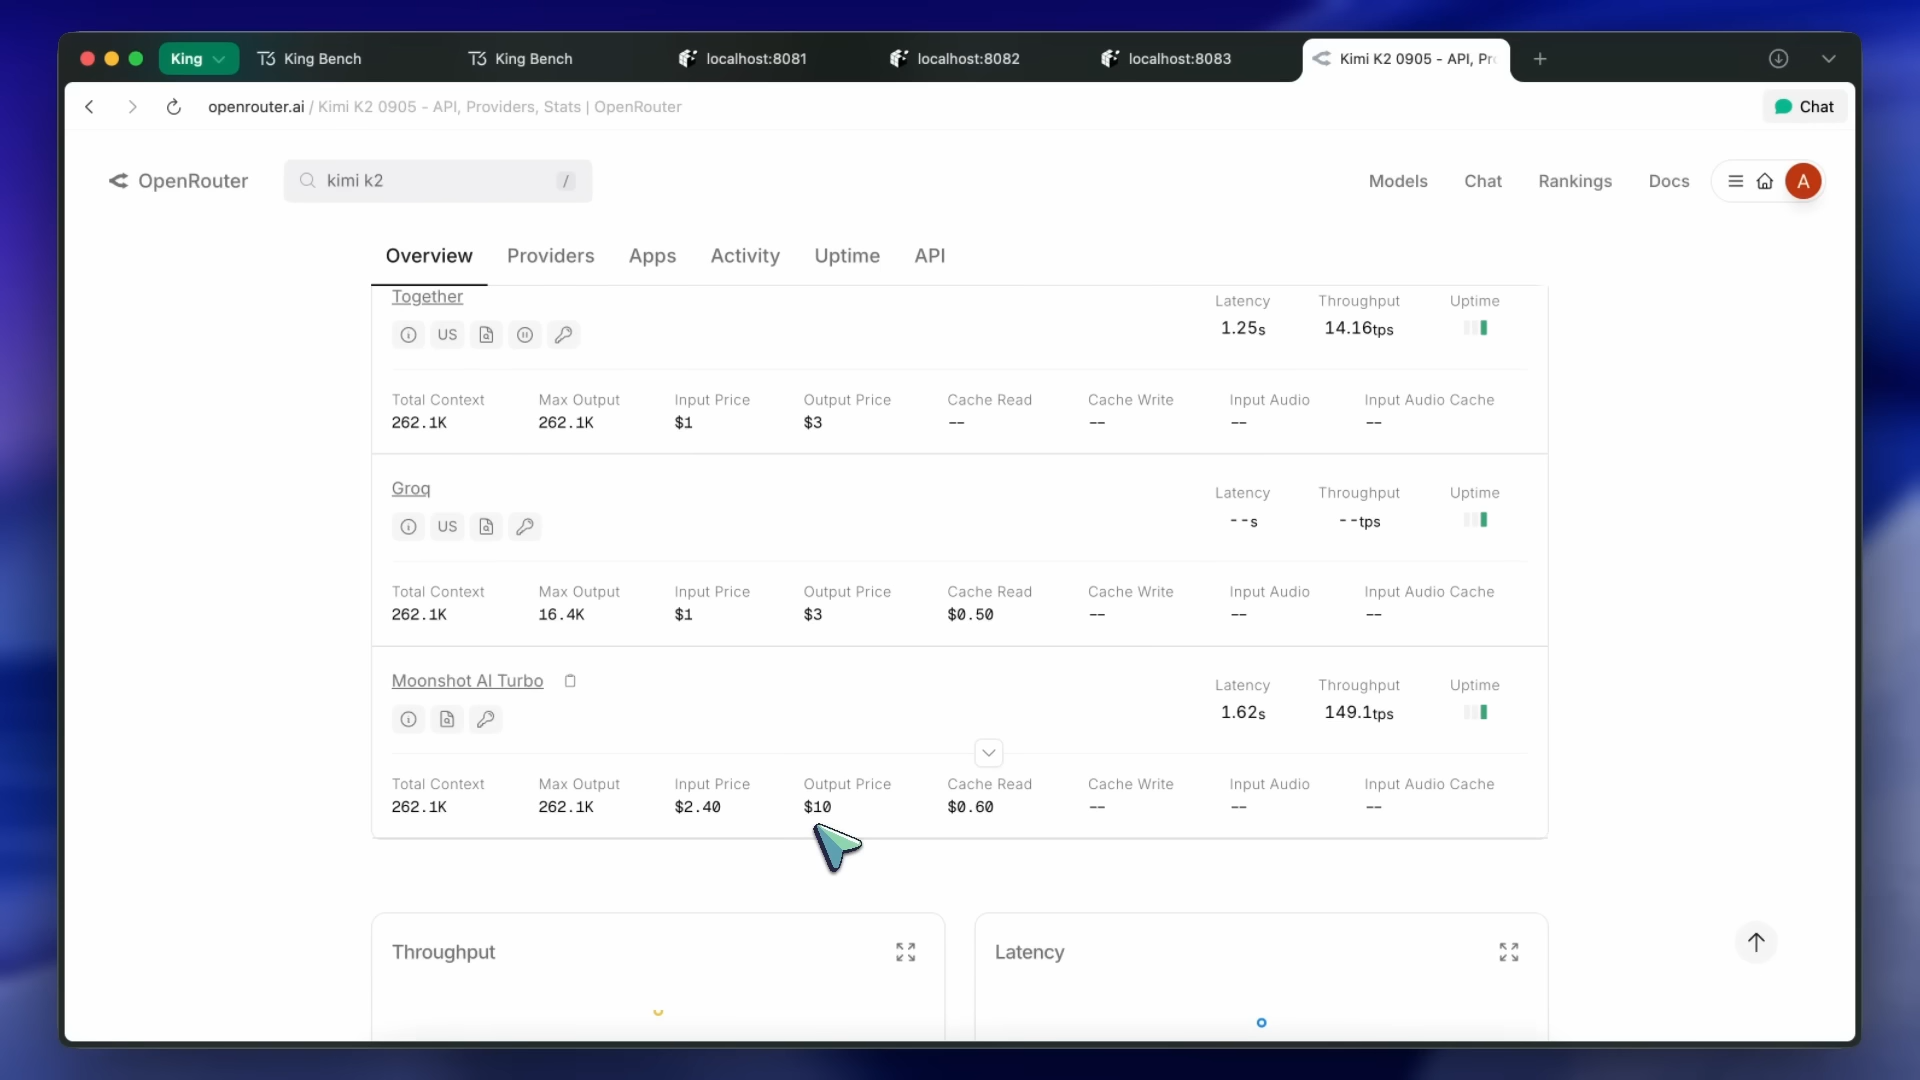 King
King Bench
King Bench
localhost:8081
localhost:8082
localhost:8083
Kimi K2 0905 - API, Pr
openrouter.ai / Kimi K2 0905 - API, Providers, Stats | OpenRouter
Chat
OpenRouter
kimi k2
/
Models
Chat
Rankings
Docs
A
Overview
Providers
Apps
Activity
Uptime
API
Together
US
Latency Throughput Uptime
1.25s 14.16tps
Total Context Max Output Input Price Output Price Cache Read Cache Write Input Audio Input Audio Cache
262.1K 262.1K $1 $3 -- -- -- --
Groq
US
Latency Throughput Uptime
--s --tps
Total Context Max Output Input Price Output Price Cache Read Cache Write Input Audio Input Audio Cache
262.1K 16.4K $1 $3 $0.50 -- -- --
Moonshot AI Turbo
Latency Throughput Uptime
1.62s 149.1tps
Total Context Max Output Input Price Output Price Cache Read Cache Write Input Audio Input Audio Cache
262.1K 262.1K $2.40 $10 $0.60 -- -- --
Throughput
Latency